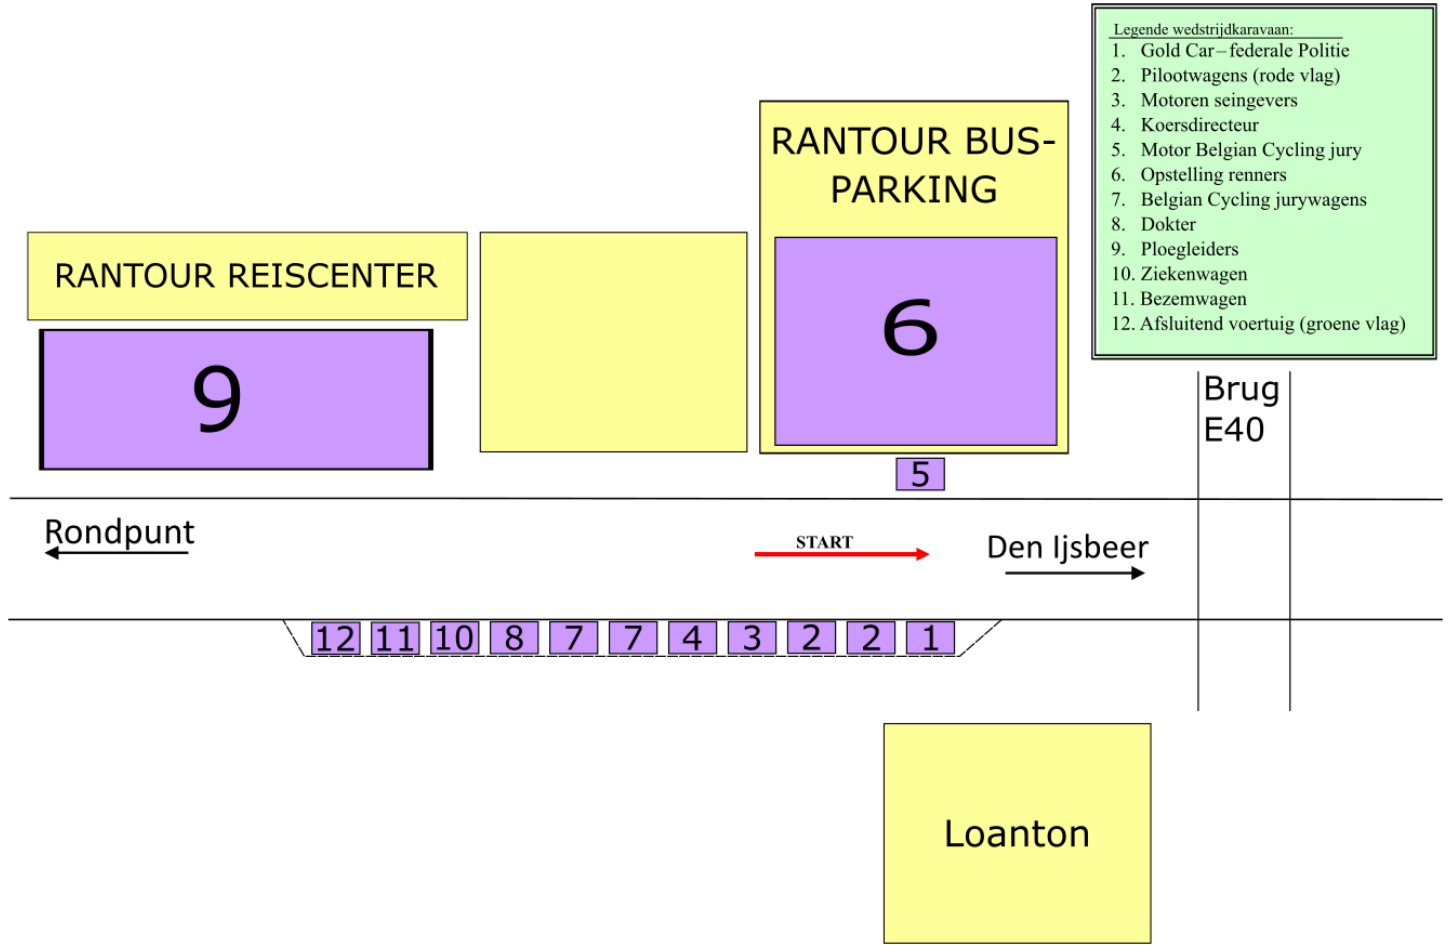 Legende wedstrijdkaravaan:
1. Gold Car – federale Politie
2. Pilootwagens (rode vlag)
3. Motoren seingevers
4. Koersdirecteur
5. Motor Belgian Cycling jury
6. Opstelling renners
7. Belgian Cycling jurywagens
8. Dokter
9. Ploegleiders
10. Ziekenwagen
11. Bezemwagen
12. Afsluitend voertuig (groene vlag)
RANTOUR BUS-
PARKING
RANTOUR REISCENTER
6
9
Brug
E40
5
Rondpunt
START
Den Ijsbeer
12 11 10 8 7 7 4 3 2 2 1
Loanton